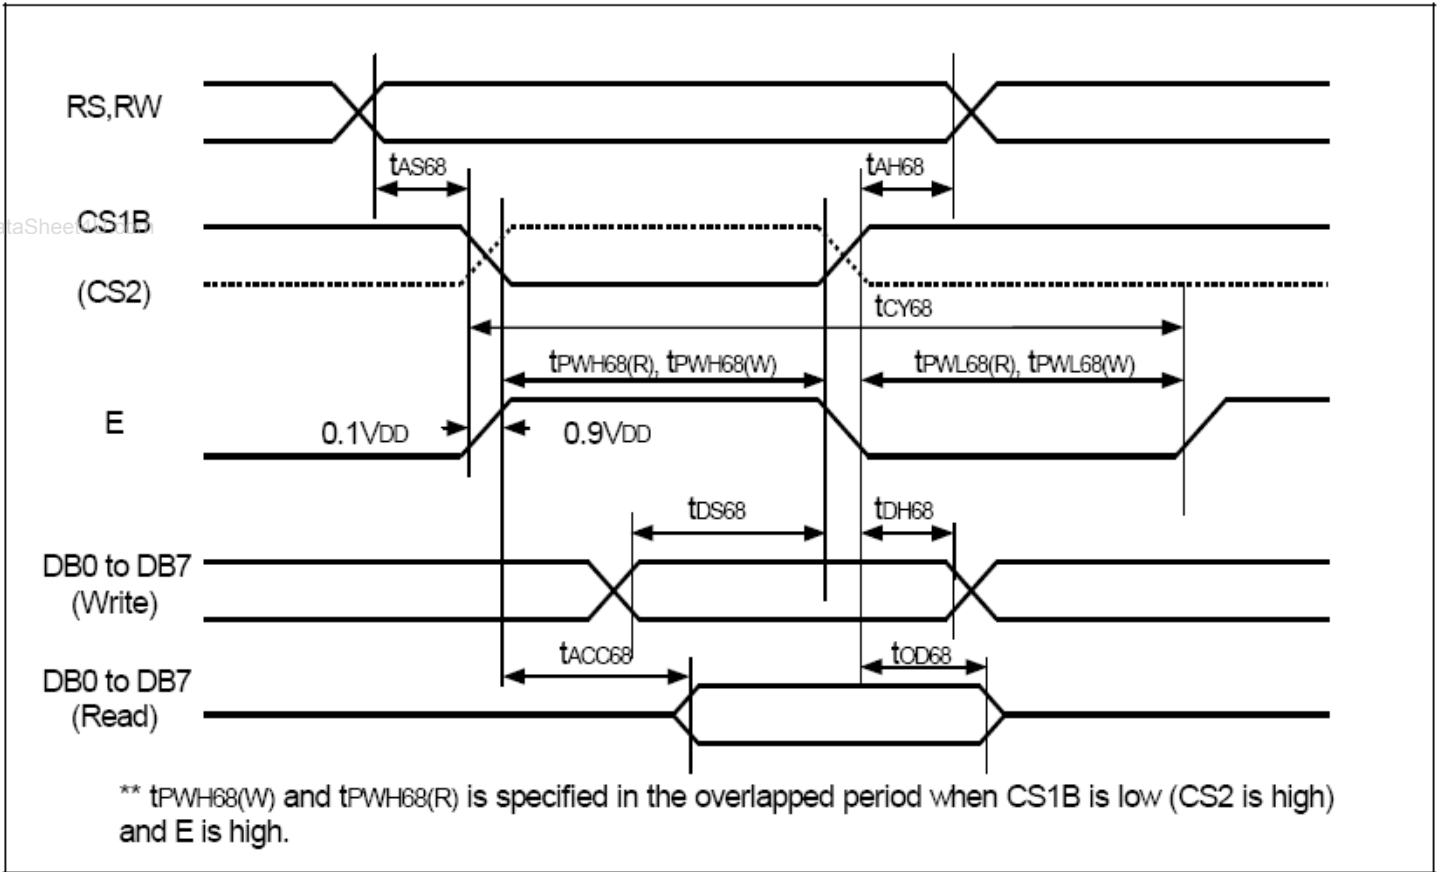 RS,RW
tAS68
tAH68
CS1B
(CS2)
tCY68
tPWH68(R), tPWH68(W)
tPWL68(R), tPWL68(W)
E
0.1VDD
0.9VDD
tDS68
tDH68
DB0 to DB7
(Write)
tACC68
tOD68
DB0 to DB7
(Read)
** tPWH68(W) and tPWH68(R) is specified in the overlapped period when CS1B is low (CS2 is high)
and E is high.